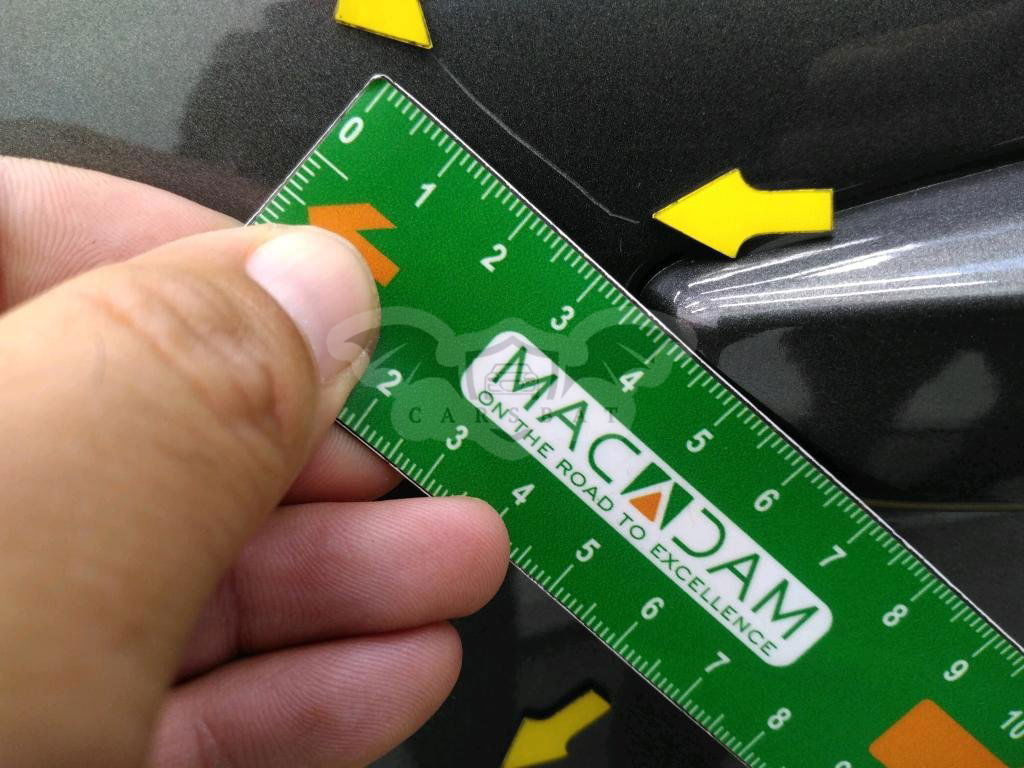 0 1 2 3 4 5 6 7 8 9 10
MACADAM
ON THE ROAD TO EXCELLENCE
2 3 4 5 6 7 8
CARSBAT